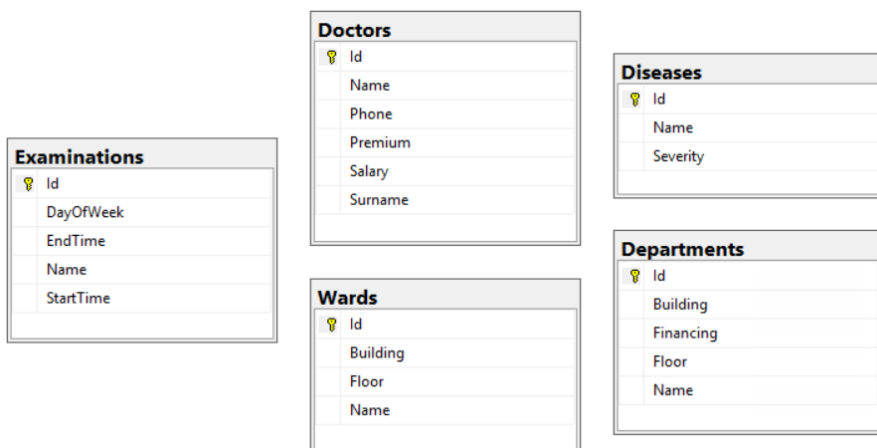 Examinations
Id
DayOfWeek
EndTime
Name
StartTime
Doctors
Id
Name
Phone
Premium
Salary
Surname
Wards
Id
Building
Floor
Name
Diseases
Id
Name
Severity
Departments
Id
Building
Financing
Floor
Name